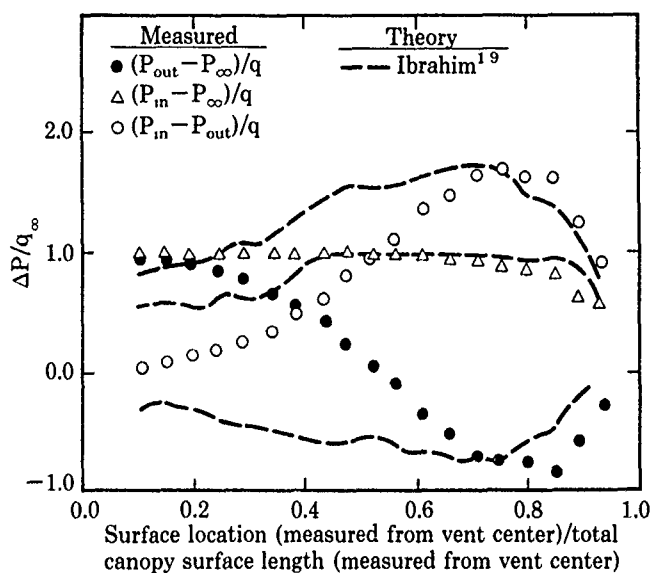 Measured
Theory
● (P_out−P_∞)/q
△ (P_in−P_∞)/q
○ (P_in−P_out)/q
Ibrahim¹⁹
ΔP/q_∞
2.0
1.0
0.0
−1.0
0.0 0.2 0.4 0.6 0.8 1.0
Surface location (measured from vent center)/total
canopy surface length (measured from vent center)